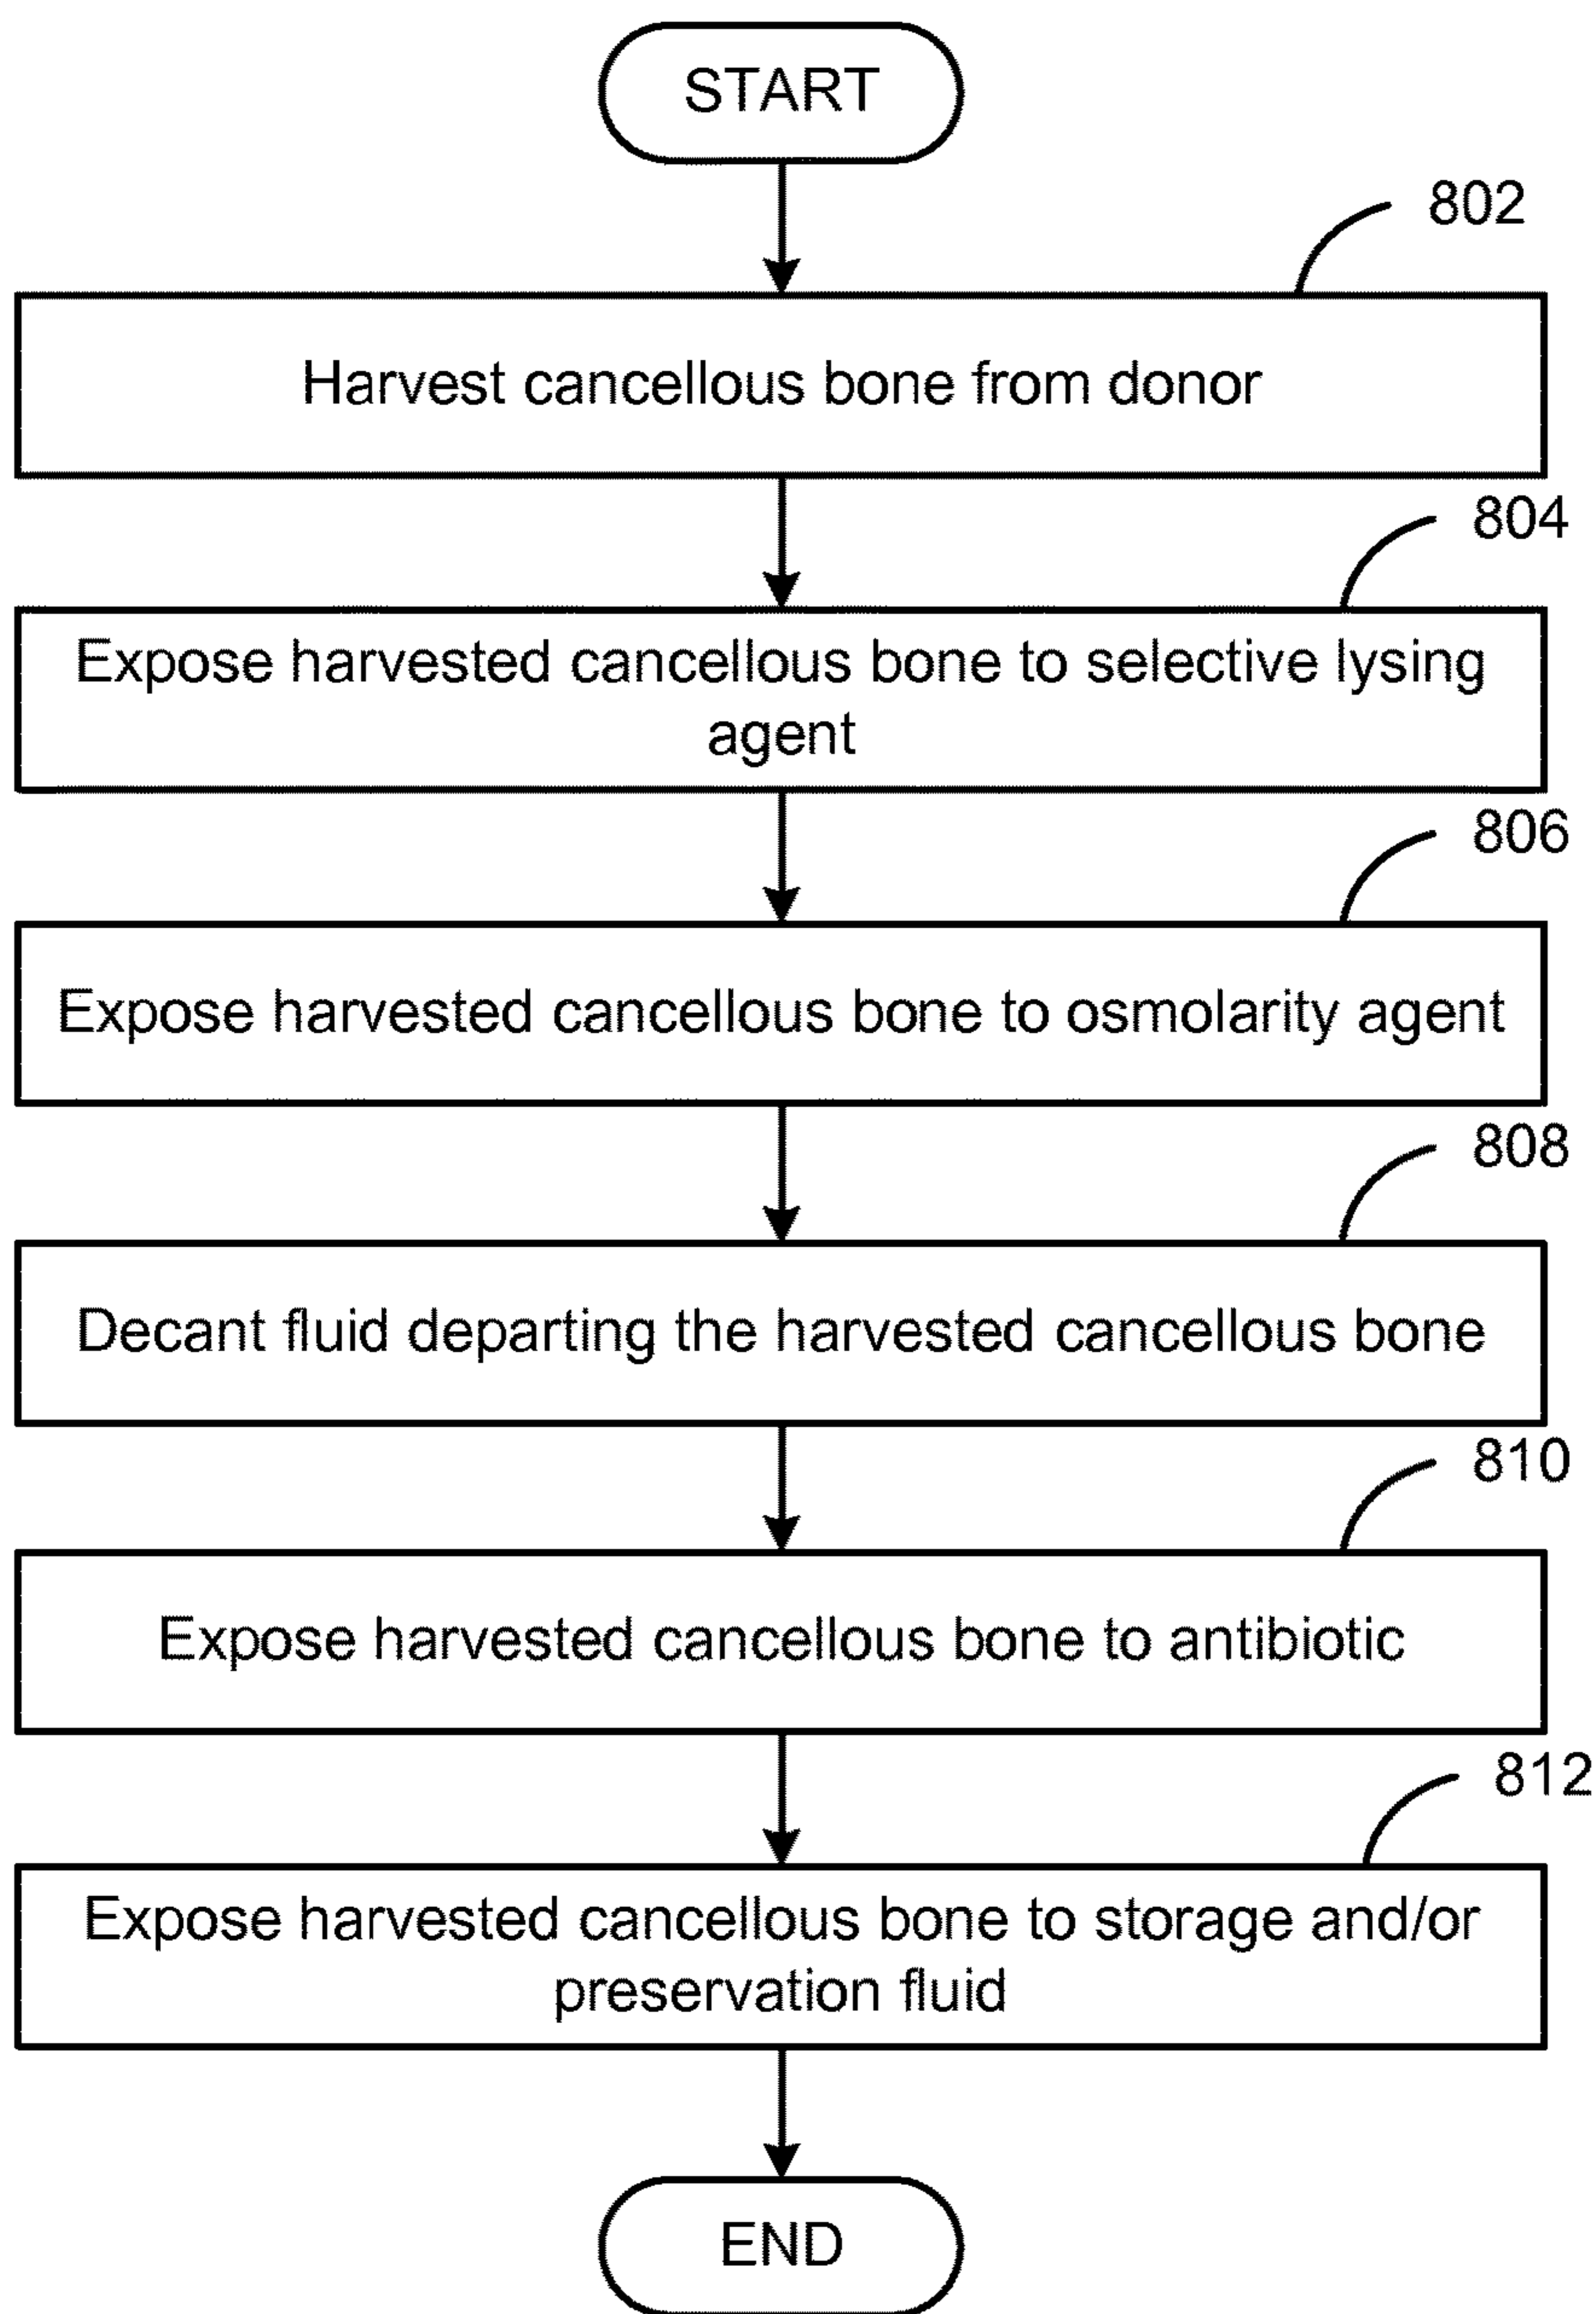 START
802
Harvest cancellous bone from donor
804
Expose harvested cancellous bone to selective lysing
agent
806
Expose harvested cancellous bone to osmolarity agent
808
Decant fluid departing the harvested cancellous bone
810
Expose harvested cancellous bone to antibiotic
812
Expose harvested cancellous bone to storage and/or
preservation fluid
END